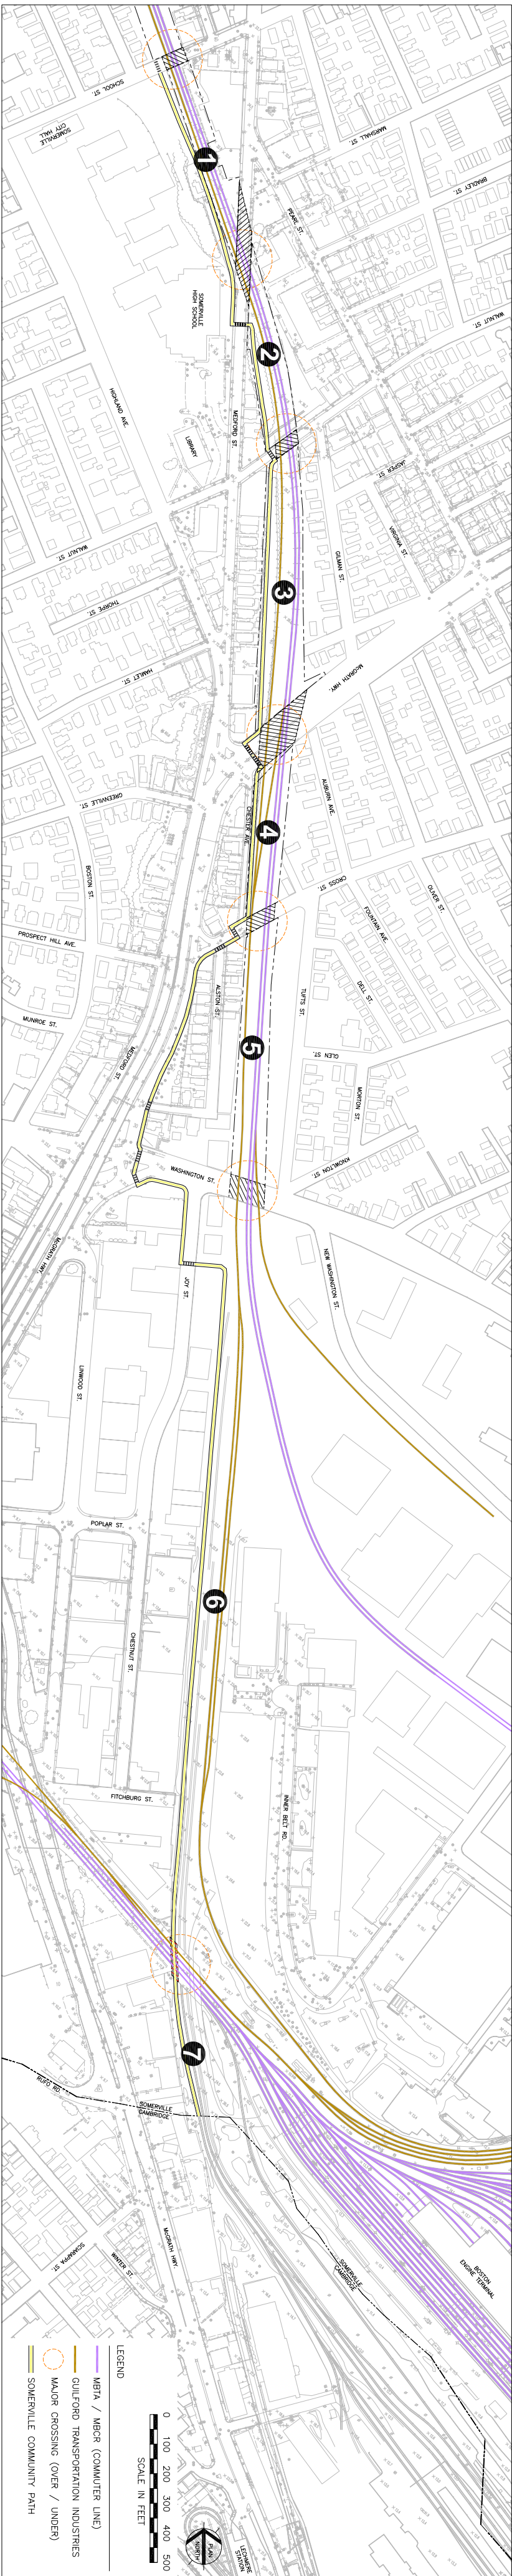 SCHOOL ST.
SOMERVILLE
CITY HALL
1
MARSHALL ST.
BRADLEY ST.
PEARL ST.
WALNUT ST.
SOMERVILLE
HIGH SCHOOL
2
MEDFORD ST.
HIGHLAND AVE.
LIBRARY
JASPER ST.
VIRGINIA ST.
GILMAN ST.
WALNUT ST.
3
THORPE ST.
HAMLET ST.
McGRATH HWY.
GREENVILLE ST.
AUBURN AVE.
CHESTER AVE.
4
BOSTON ST.
CROSS ST.
OLIVER ST.
FOUNTAIN AVE.
PROSPECT HILL AVE.
DELL ST.
ALSTON ST.
TUFTS ST.
MUNROE ST.
5
GLEN ST.
MEDFORD ST.
MORTON ST.
KNOWLTON ST.
WASHINGTON ST.
McGRATH HWY.
NEW WASHINGTON ST.
JOY ST.
LINWOOD ST.
POPLAR ST.
6
CHESTNUT ST.
FITCHBURG ST.
INNER BELT RD.
7
RUFO RD.
SOMERVILLE
CAMBRIDGE
McGRATH HWY.
WINTER ST.
SCIARAPPA ST.
SOMERVILLE
CAMBRIDGE
BOSTON
ENGINE TERMINAL
LEGEND
MBTA / MBCR (COMMUTER LINE)
GUILFORD TRANSPORTATION INDUSTRIES
MAJOR CROSSING (OVER / UNDER)
SOMERVILLE COMMUNITY PATH
0 100 200 300 400 500
SCALE IN FEET
PLAN
NORTH
LECHMERE
STATION